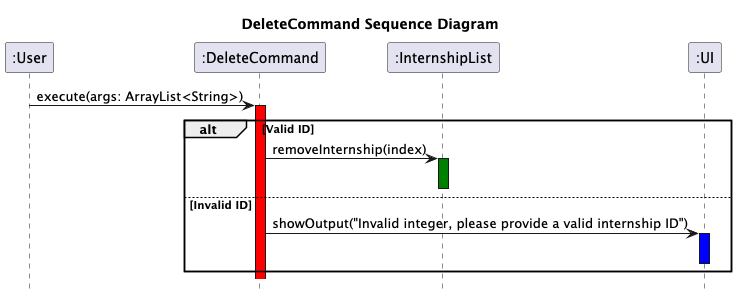 DeleteCommand Sequence Diagram
:User
:DeleteCommand
:InternshipList
:UI
execute(args: ArrayList<String>)
alt
[Valid ID]
removeInternship(index)
[Invalid ID]
showOutput("Invalid integer, please provide a valid internship ID")